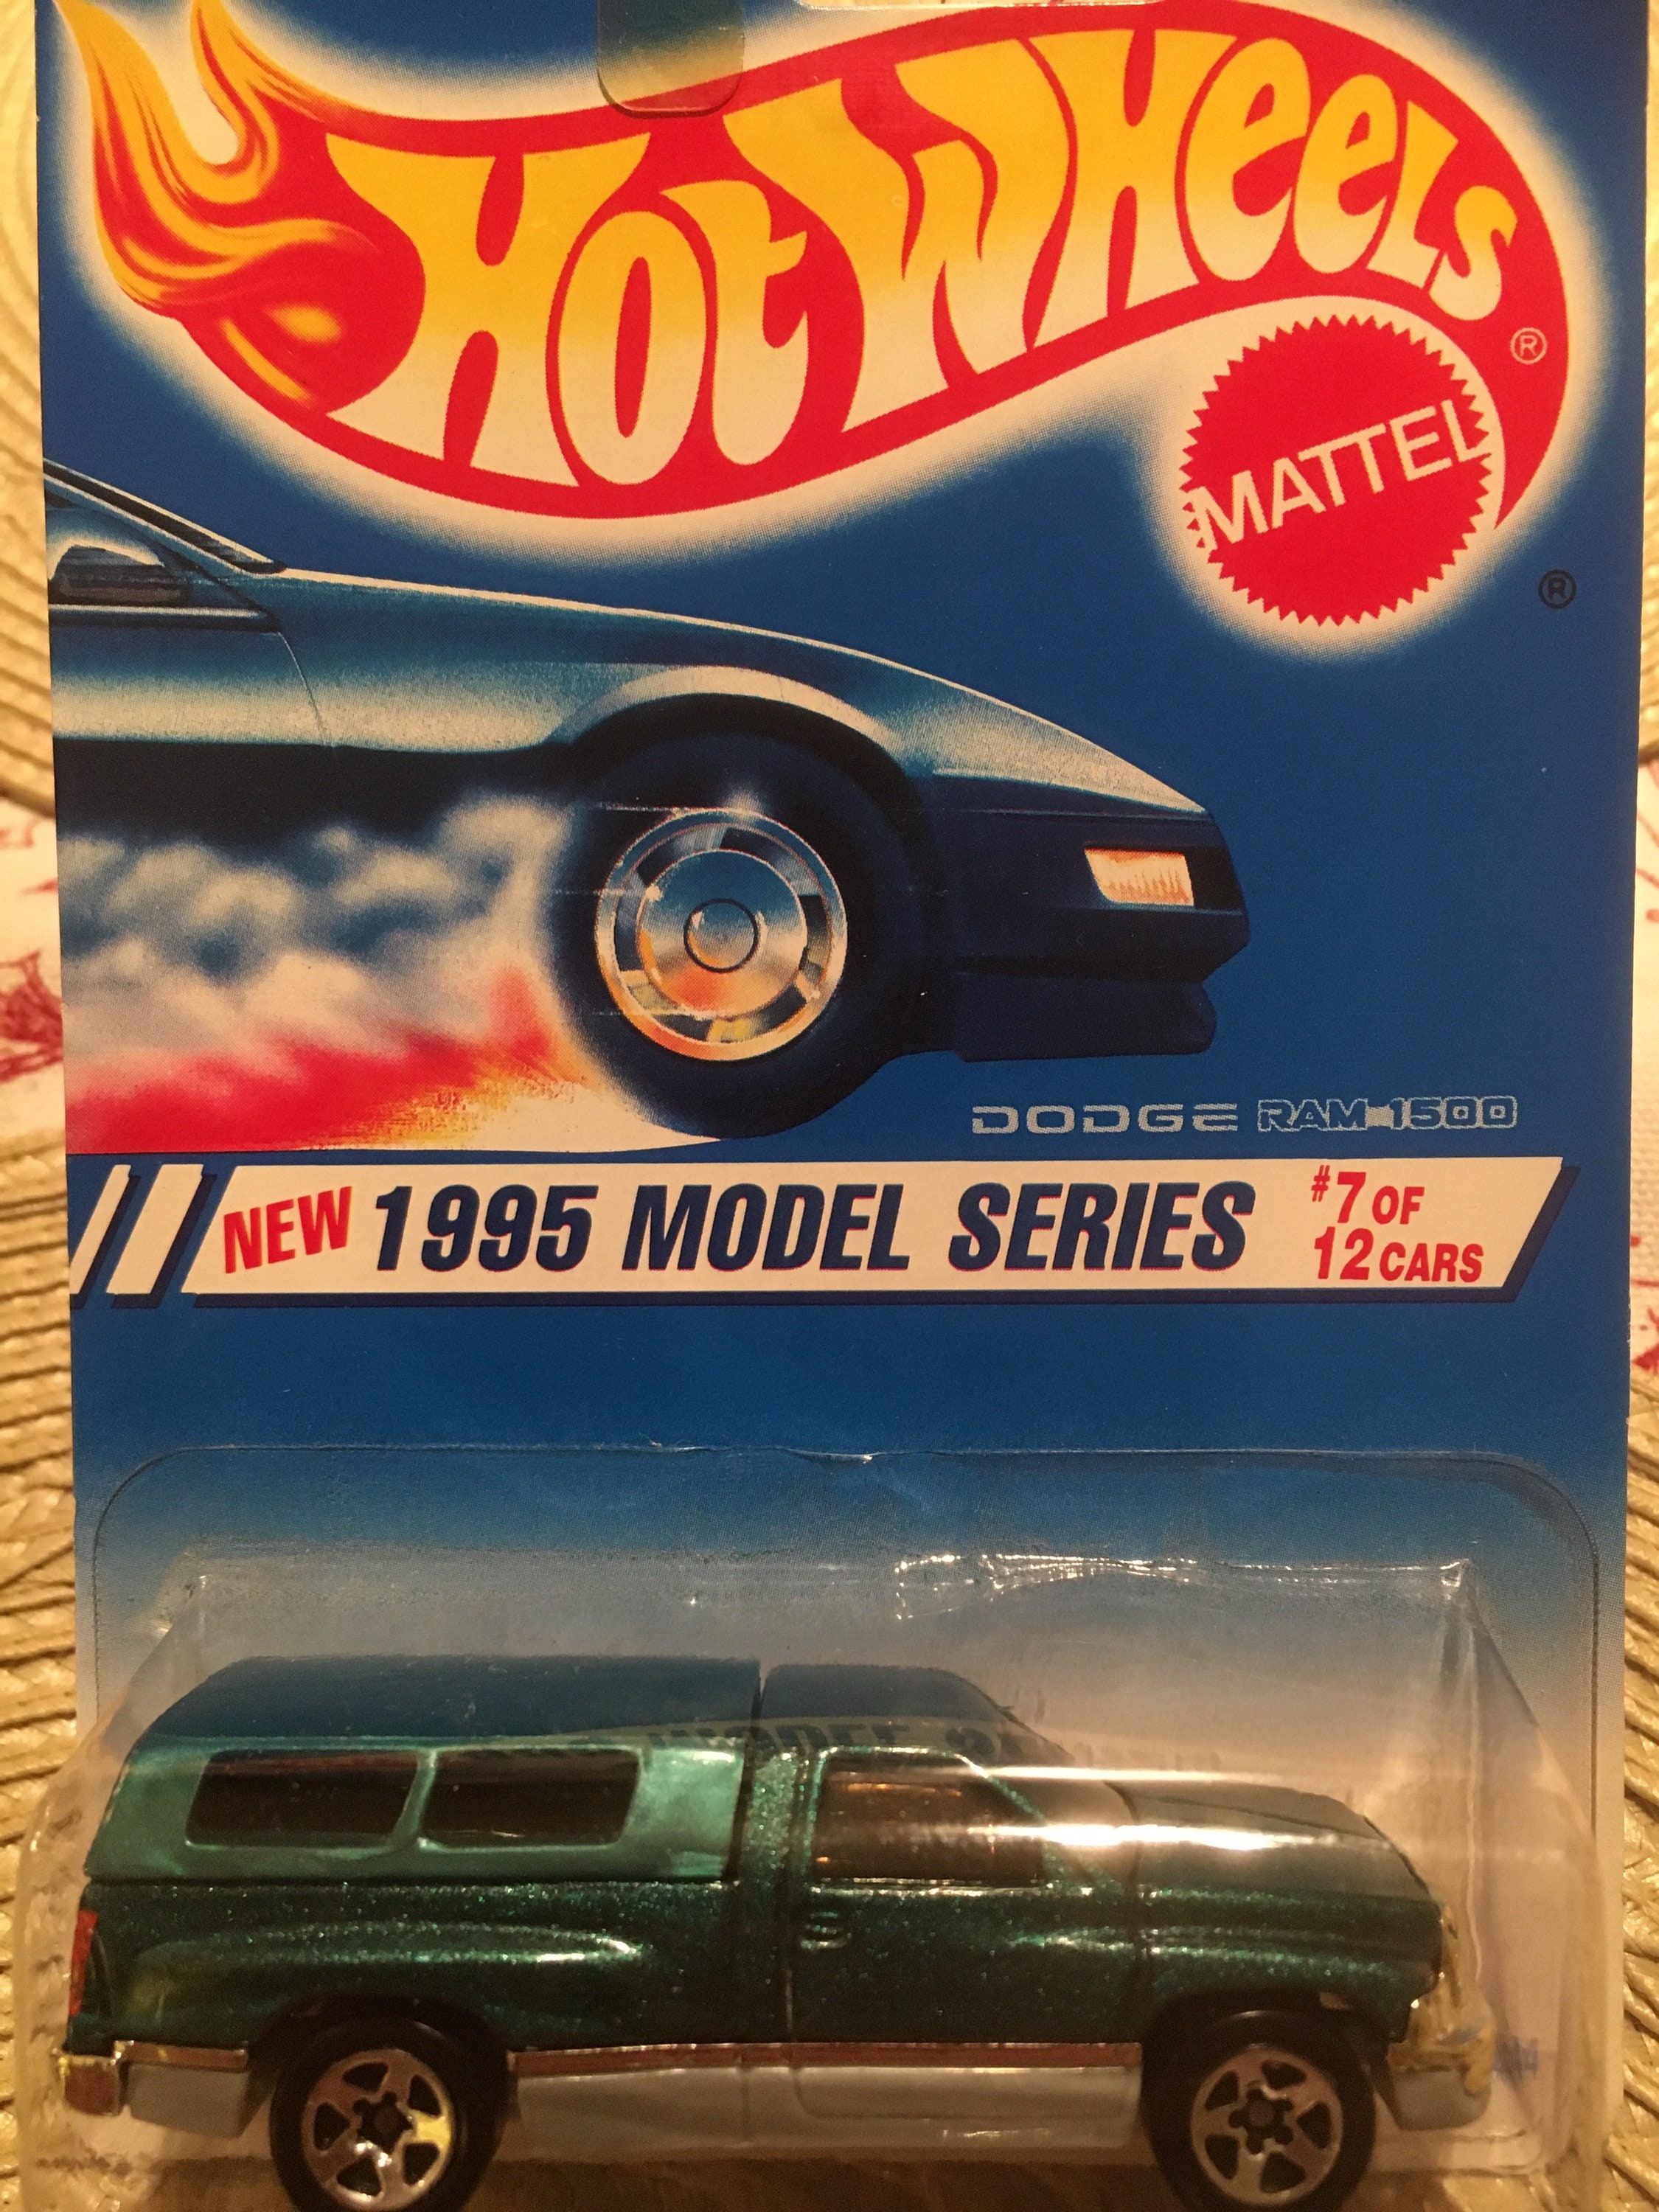 Hot Wheels ®
MATTEL
®
DODGE RAM 1500
NEW 1995 MODEL SERIES #7 OF
12 CARS